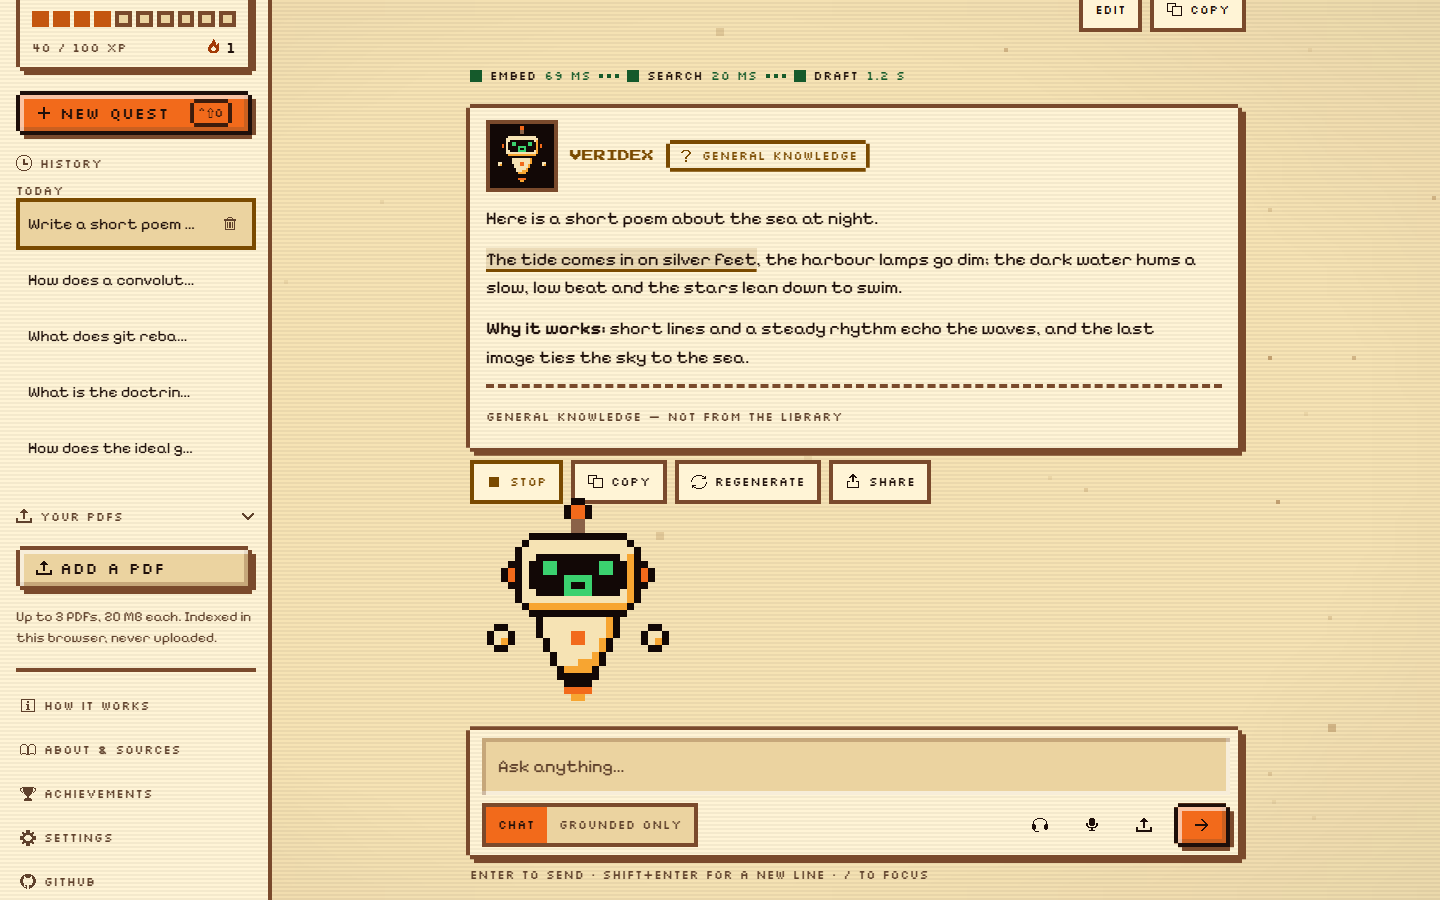 40 / 100 XP
1
+ NEW QUEST
^⇧O
HISTORY
TODAY
Write a short poem ...
How does a convolut...
What does git reba...
What is the doctrin...
How does the ideal g...
YOUR PDFS
ADD A PDF
Up to 3 PDFs, 20 MB each. Indexed in
this browser, never uploaded.
HOW IT WORKS
ABOUT & SOURCES
ACHIEVEMENTS
SETTINGS
GITHUB
EDIT
COPY
EMBED 69 MS
SEARCH 20 MS
DRAFT 1.2 S
VERIDEX
? GENERAL KNOWLEDGE
Here is a short poem about the sea at night.
The tide comes in on silver feet, the harbour lamps go dim; the dark water hums a
slow, low beat and the stars lean down to swim.
Why it works: short lines and a steady rhythm echo the waves, and the last
image ties the sky to the sea.
GENERAL KNOWLEDGE — NOT FROM THE LIBRARY
STOP
COPY
REGENERATE
SHARE
Ask anything...
CHAT
GROUNDED ONLY
ENTER TO SEND · SHIFT+ENTER FOR A NEW LINE · / TO FOCUS